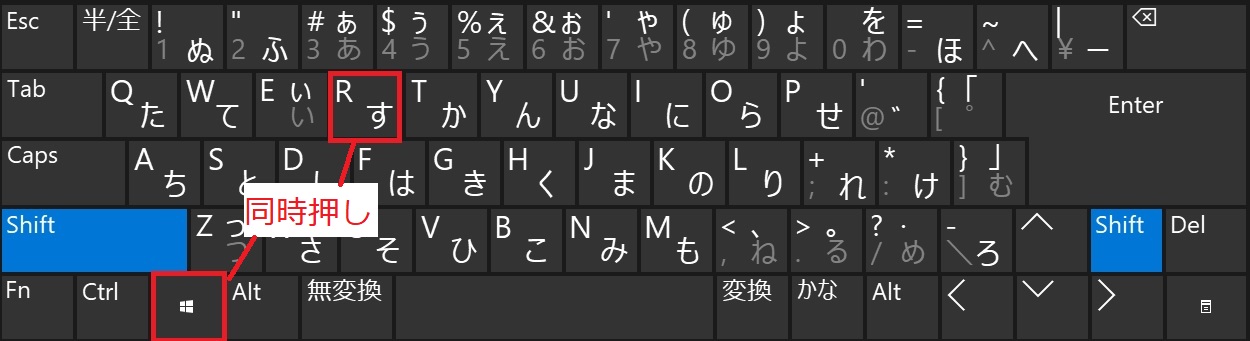 Esc 半/全 ! 1 ぬ " 2 ふ # ぁ 3 あ $ ぅ 4 う % ぇ 5 え & ぉ 6 お ' ゃ 7 や ( ゅ 8 ゆ ) ょ 9 よ を 0 わ = - ほ ~ ^ へ | ¥ ー
Tab Q た W て E ぃ い R す T か Y ん U な I に O ら P せ ' @ ゛ { 「 [ ゜ Enter
Caps A ち S と D F は G き H く J ま K の L り + ; れ * : け } 」 ] む
同時押し
Shift Z っ つ さ そ V ひ B こ N み M も < 、 , ね > 。 . る ? ・ / め - \ ろ Shift Del
Fn Ctrl Alt 無変換 変換 かな Alt